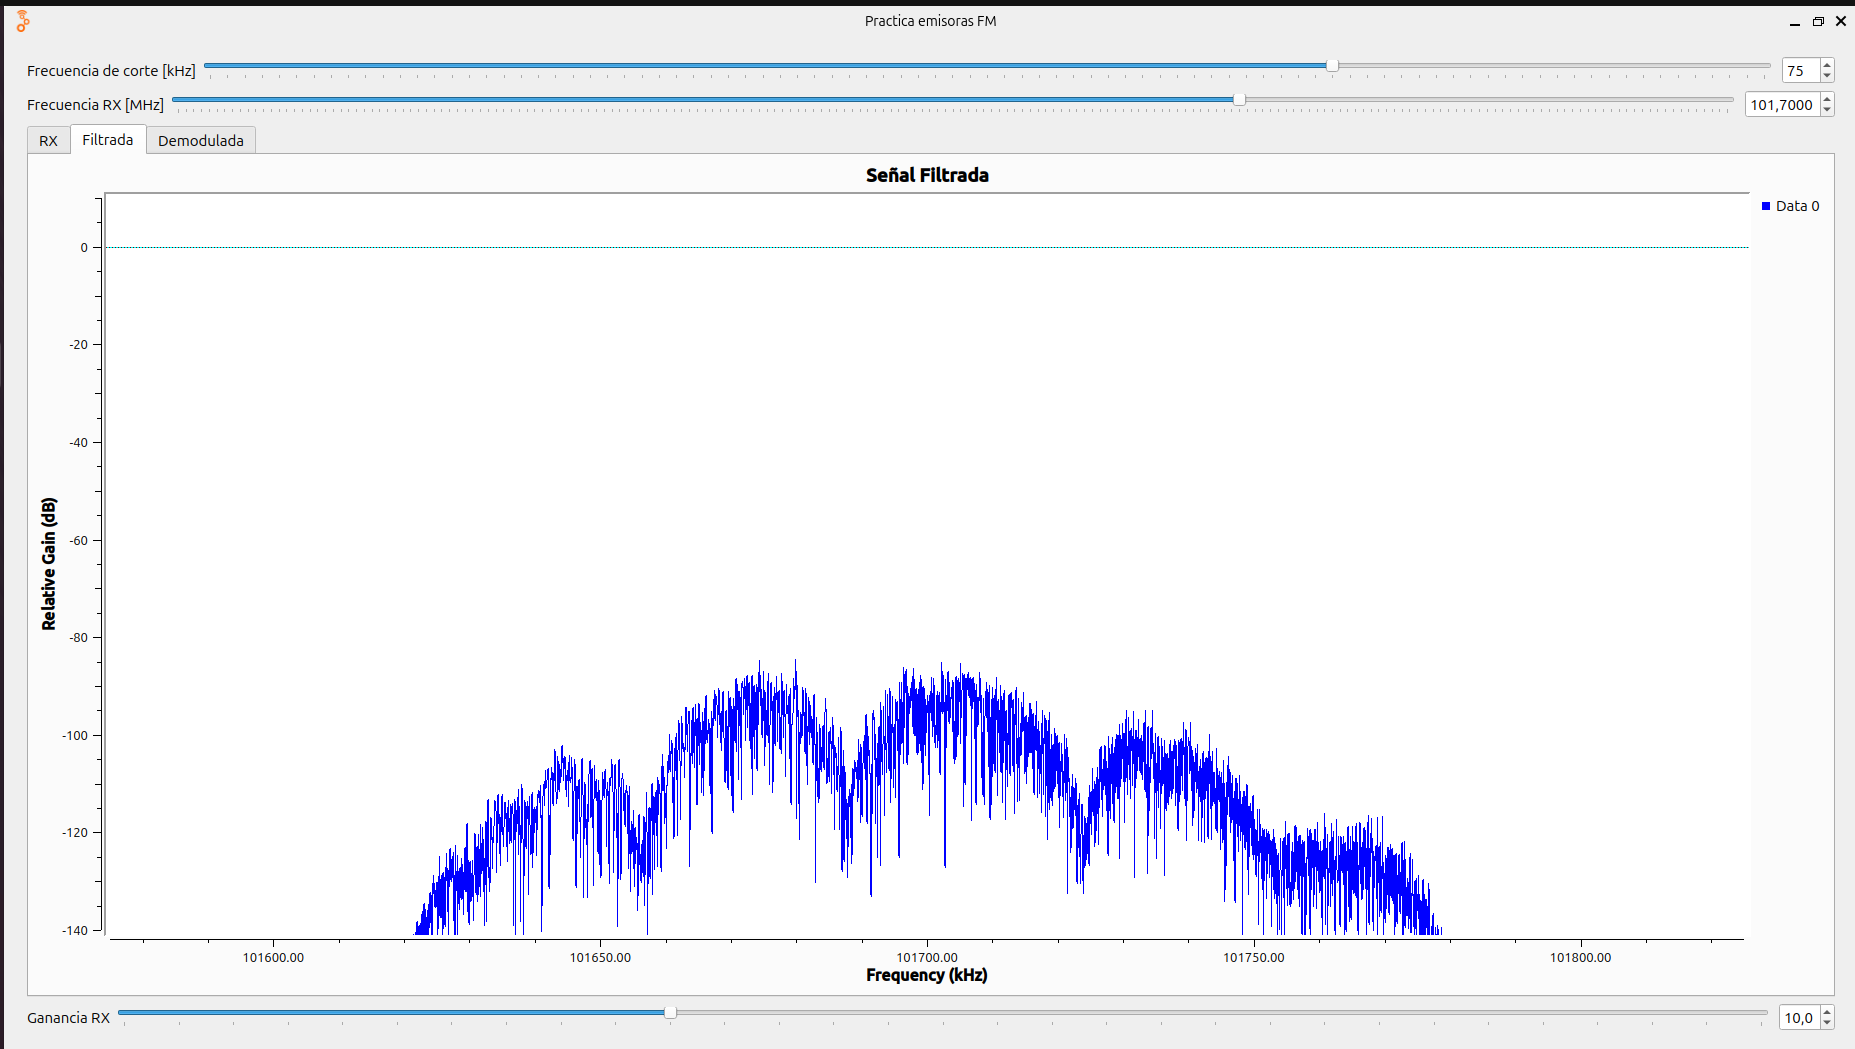 Practica emisoras FM
Frecuencia de corte [kHz]
75
Frecuencia RX [MHz]
101,7000
RX
Filtrada
Demodulada
Señal Filtrada
Data 0
0
-20
-40
-60
-80
-100
-120
-140
Relative Gain (dB)
101600.00
101650.00
101700.00
101750.00
101800.00
Frequency (kHz)
Ganancia RX
10,0